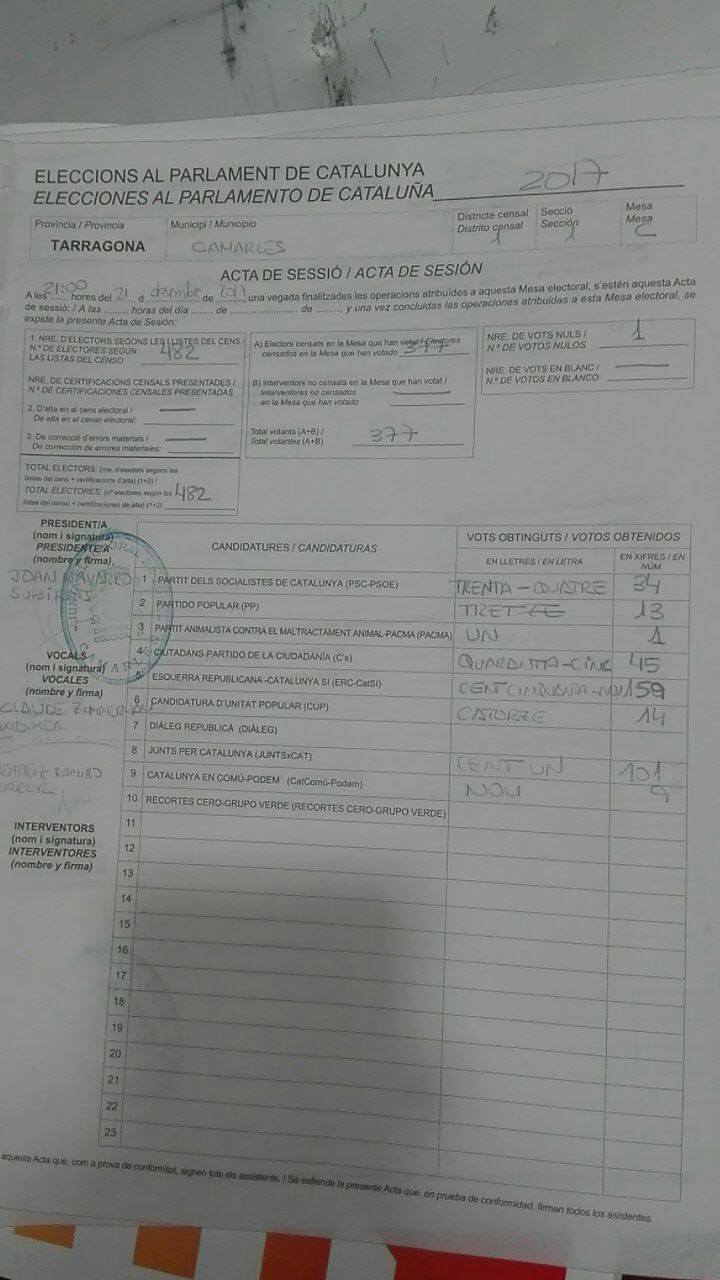 ELECCIONS AL PARLAMENT DE CATALUNYA
ELECCIONES AL PARLAMENTO DE CATALUÑA 2017
Província / Provincia
TARRAGONA
Municipi / Municipio
CAMARLES
Districte censal
Distrito censal
1
Secció
Sección
1
Mesa
Mesa
C
ACTA DE SESSIÓ / ACTA DE SESIÓN
A les 21:00 hores del 21 d desembre de 2017, una vegada finalitzades les operacions atribuïdes a aquesta Mesa electoral, s'estén aquesta Acta
de sessió: / A las ......... horas del día ....... de .................... de ......., y una vez concluidas las operaciones atribuidas a esta Mesa electoral, se
expide la presente Acta de Sesión:
1. NRE. D'ELECTORS SEGONS LES LLISTES DEL CENS /
N.º DE ELECTORES SEGÚN
LAS LISTAS DEL CENSO 482
NRE. DE CERTIFICACIONS CENSALS PRESENTADES /
N.º DE CERTIFICACIONES CENSALES PRESENTADAS
2. D'alta en el cens electoral /
De alta en el censo electoral:
3. De correcció d'errors materials /
De corrección de errores materiales:
TOTAL ELECTORS: (nre. d'electors segons les
llistes del cens + certificacions d'alta) (1+2) /
TOTAL ELECTORES: (nº electores según las
listas del censo + certificaciones de alta) (1+2) 482
A) Electors censats en la Mesa que han votat / Electores
censados en la Mesa que han votado 377
B) Interventors no censats en la Mesa que han votat /
Interventores no censados
en la Mesa que han votado
Total votants (A+B) /
Total votantes (A+B) 377
NRE. DE VOTS NULS /
N.º DE VOTOS NULOS 1
NRE. DE VOTS EN BLANC /
N.º DE VOTOS EN BLANCO
PRESIDENT/A
(nom i signatura)
PRESIDENTE/A
(nombre y firma)
JOAN NAVARRO
VOCALS
(nom i signatura)
VOCALES
(nombre y firma)
CLAUDE ZIMMERMAN
INTERVENTORS
(nom i signatura)
INTERVENTORES
(nombre y firma)
CANDIDATURES / CANDIDATURAS
VOTS OBTINGUTS / VOTOS OBTENIDOS
EN LLETRES / EN LETRA
EN XIFRES / EN NÚM.
1 PARTIT DELS SOCIALISTES DE CATALUNYA (PSC-PSOE) TRENTA-QUATRE 34
2 PARTIDO POPULAR (PP) TRETZE 13
3 PARTIT ANIMALISTA CONTRA EL MALTRACTAMENT ANIMAL-PACMA (PACMA) UN 1
4 CIUTADANS-PARTIDO DE LA CIUDADANÍA (C's) QUARANTA-CINC 45
5 ESQUERRA REPUBLICANA -CATALUNYA SI (ERC-CatSí) CENT CINQUANTA-NOU 159
6 CANDIDATURA D'UNITAT POPULAR (CUP) CATORZE 14
7 DIÀLEG REPUBLICÀ (DIÀLEG)
8 JUNTS PER CATALUNYA (JUNTSxCAT) CENT UN 101
9 CATALUNYA EN COMÚ-PODEM (CatComú-Podem) NOU 9
10 RECORTES CERO-GRUPO VERDE (RECORTES CERO-GRUPO VERDE)
11
12
13
14
15
16
17
18
19
20
21
22
23
aquesta Acta que, com a prova de conformitat, signen tots els assistents. / Se extiende la presente Acta que, en prueba de conformidad, firman todos los asistentes.